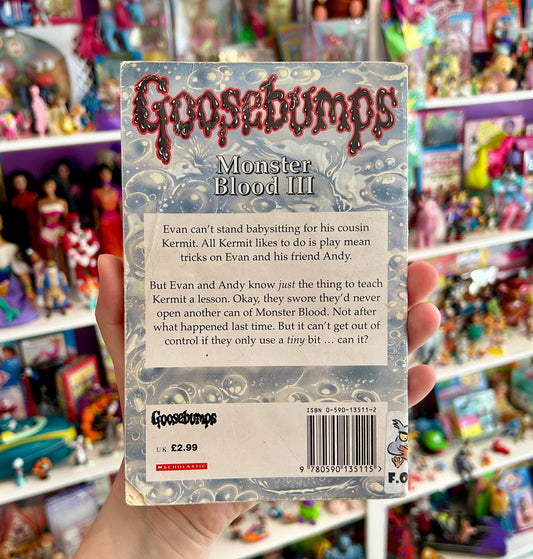 Goosebumps
Monster
Blood III
Evan can't stand babysitting for his cousin
Kermit. All Kermit likes to do is play mean
tricks on Evan and his friend Andy.
But Evan and Andy know just the thing to teach
Kermit a lesson. Okay, they swore they'd never
open another can of Monster Blood. Not after
what happened last time. But it can't get out of
control if they only use a tiny bit … can it?
Goosebumps
UK £2.99
SCHOLASTIC
ISBN 0-590-13511-2
9 780590 135115
F.O